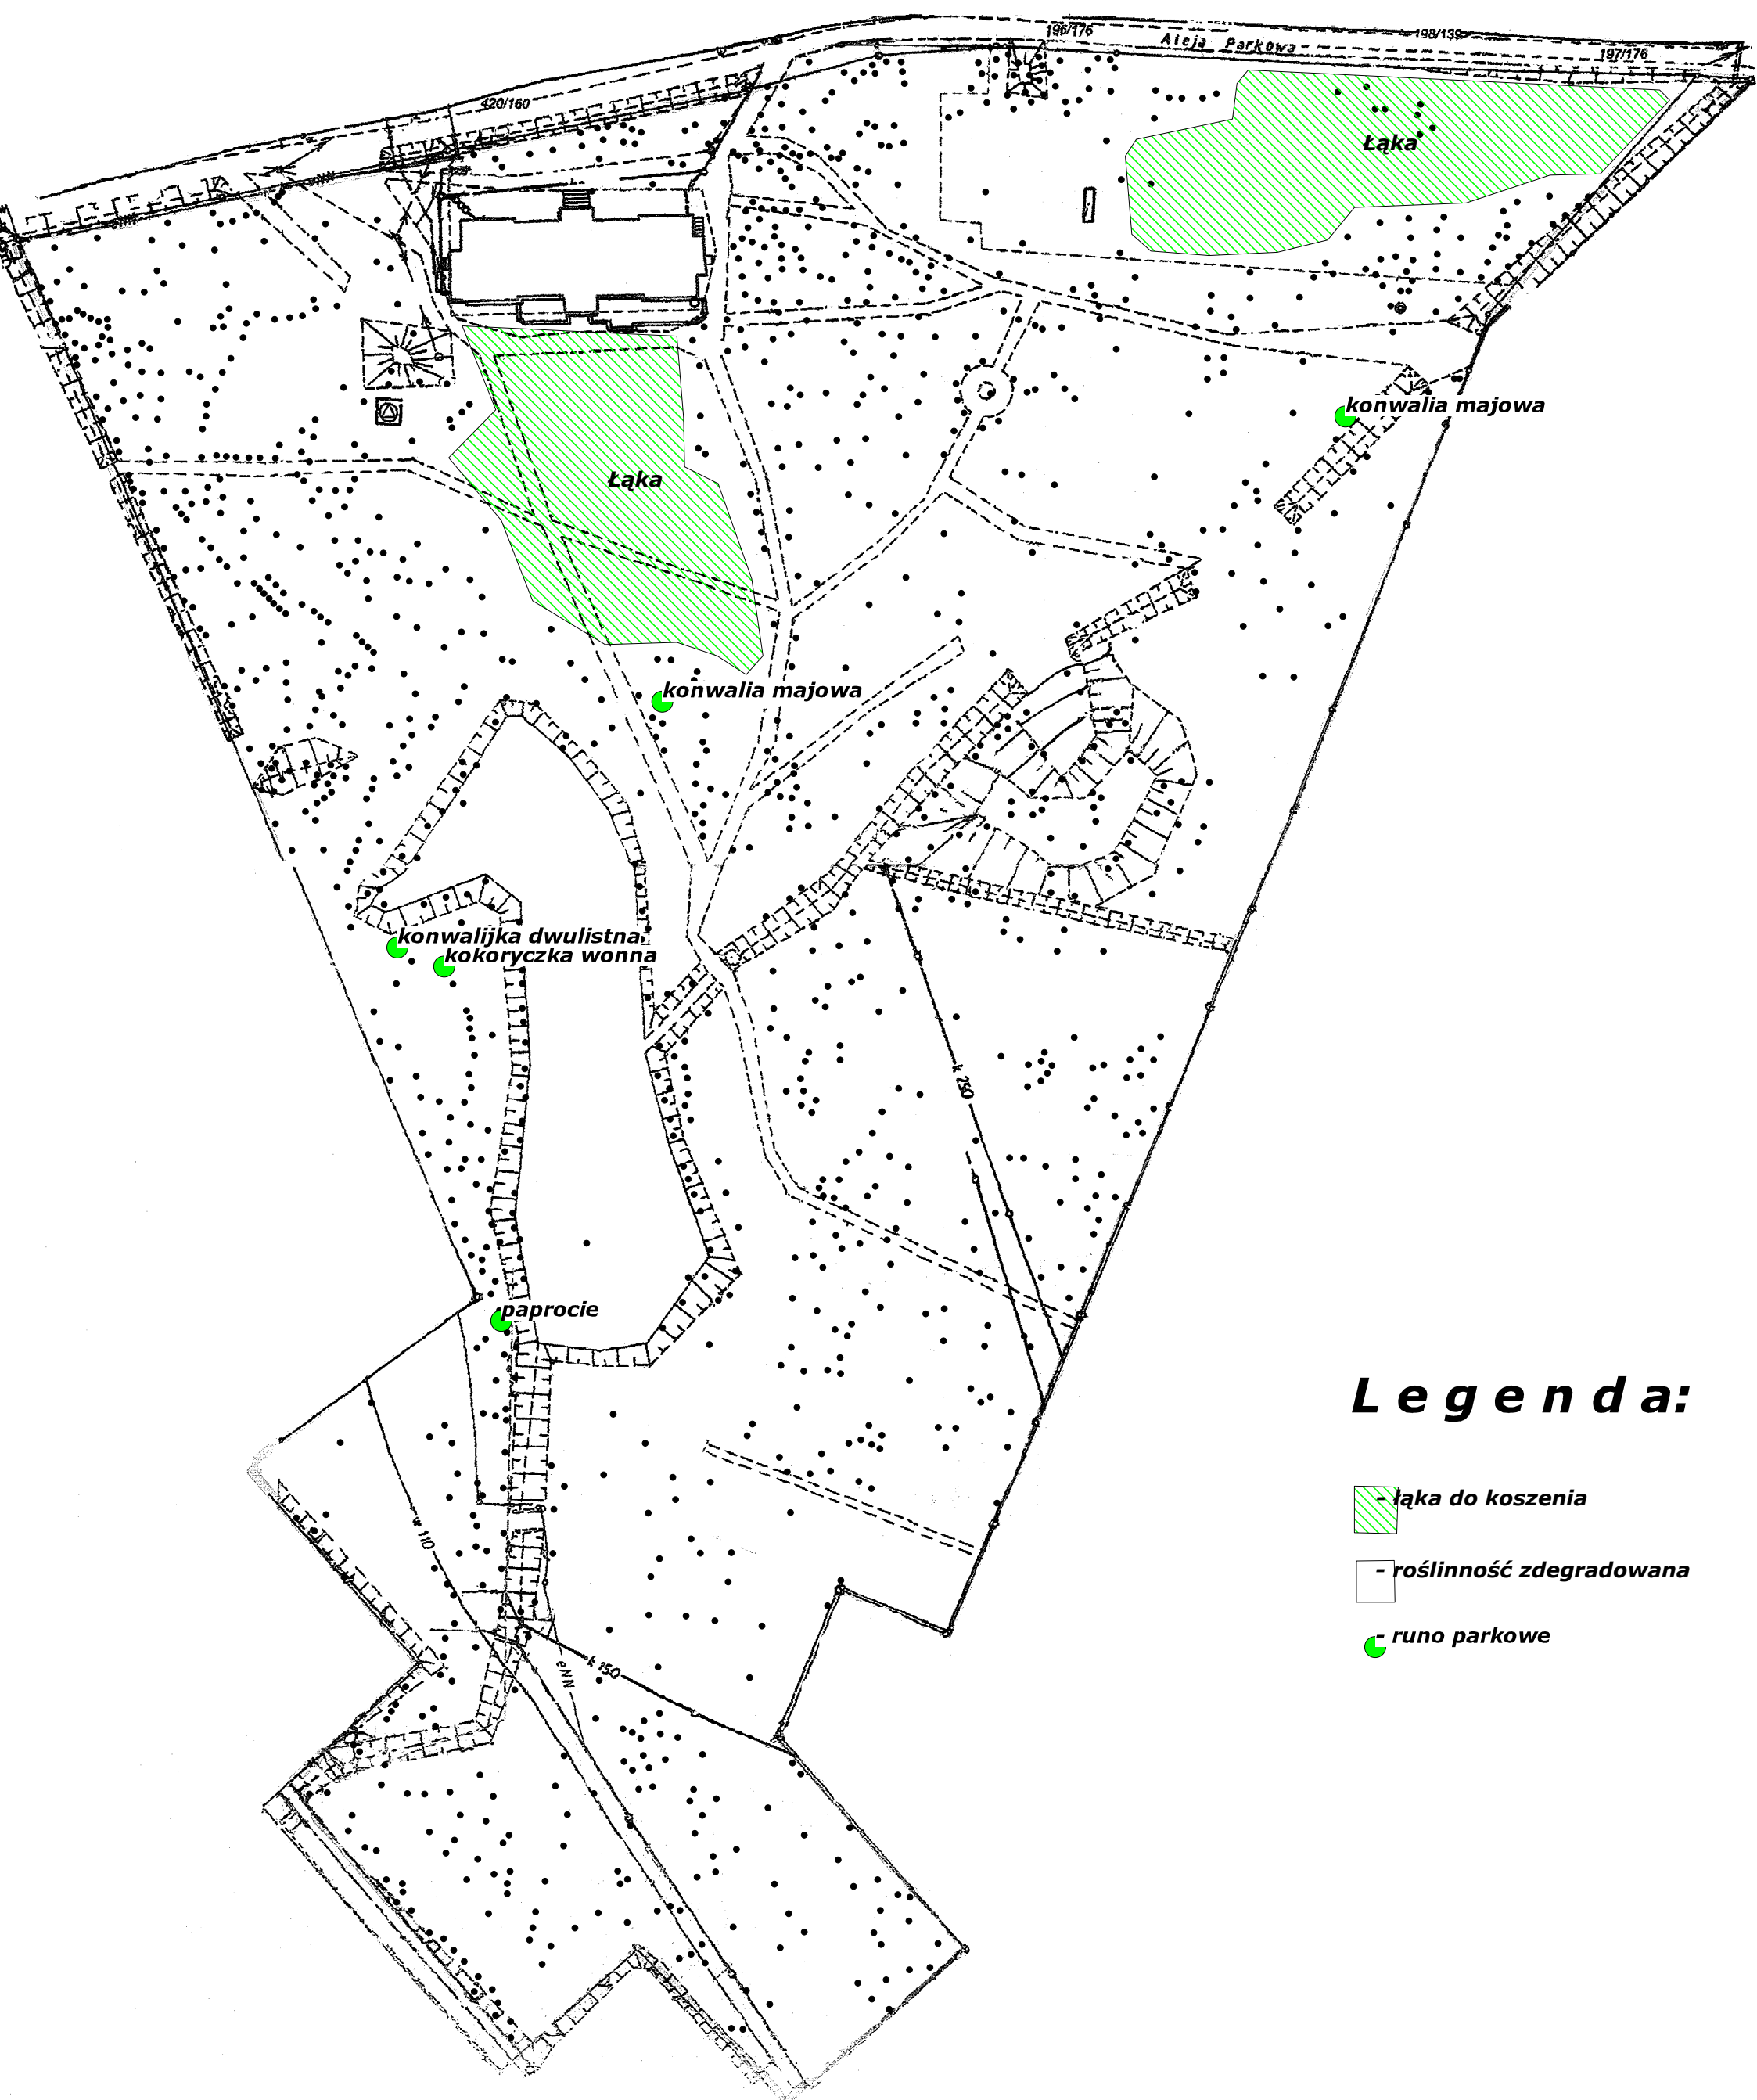 196/176
Aleja Parkowa
198/139
197/176
420/160
Łąka
Łąka
konwalia majowa
konwalia majowa
konwalijka dwulistna
kokoryczka wonna
k 250
paprocie
Legenda:
- łąka do koszenia
- roślinność zdegradowana
- runo parkowe
k 150
eNN